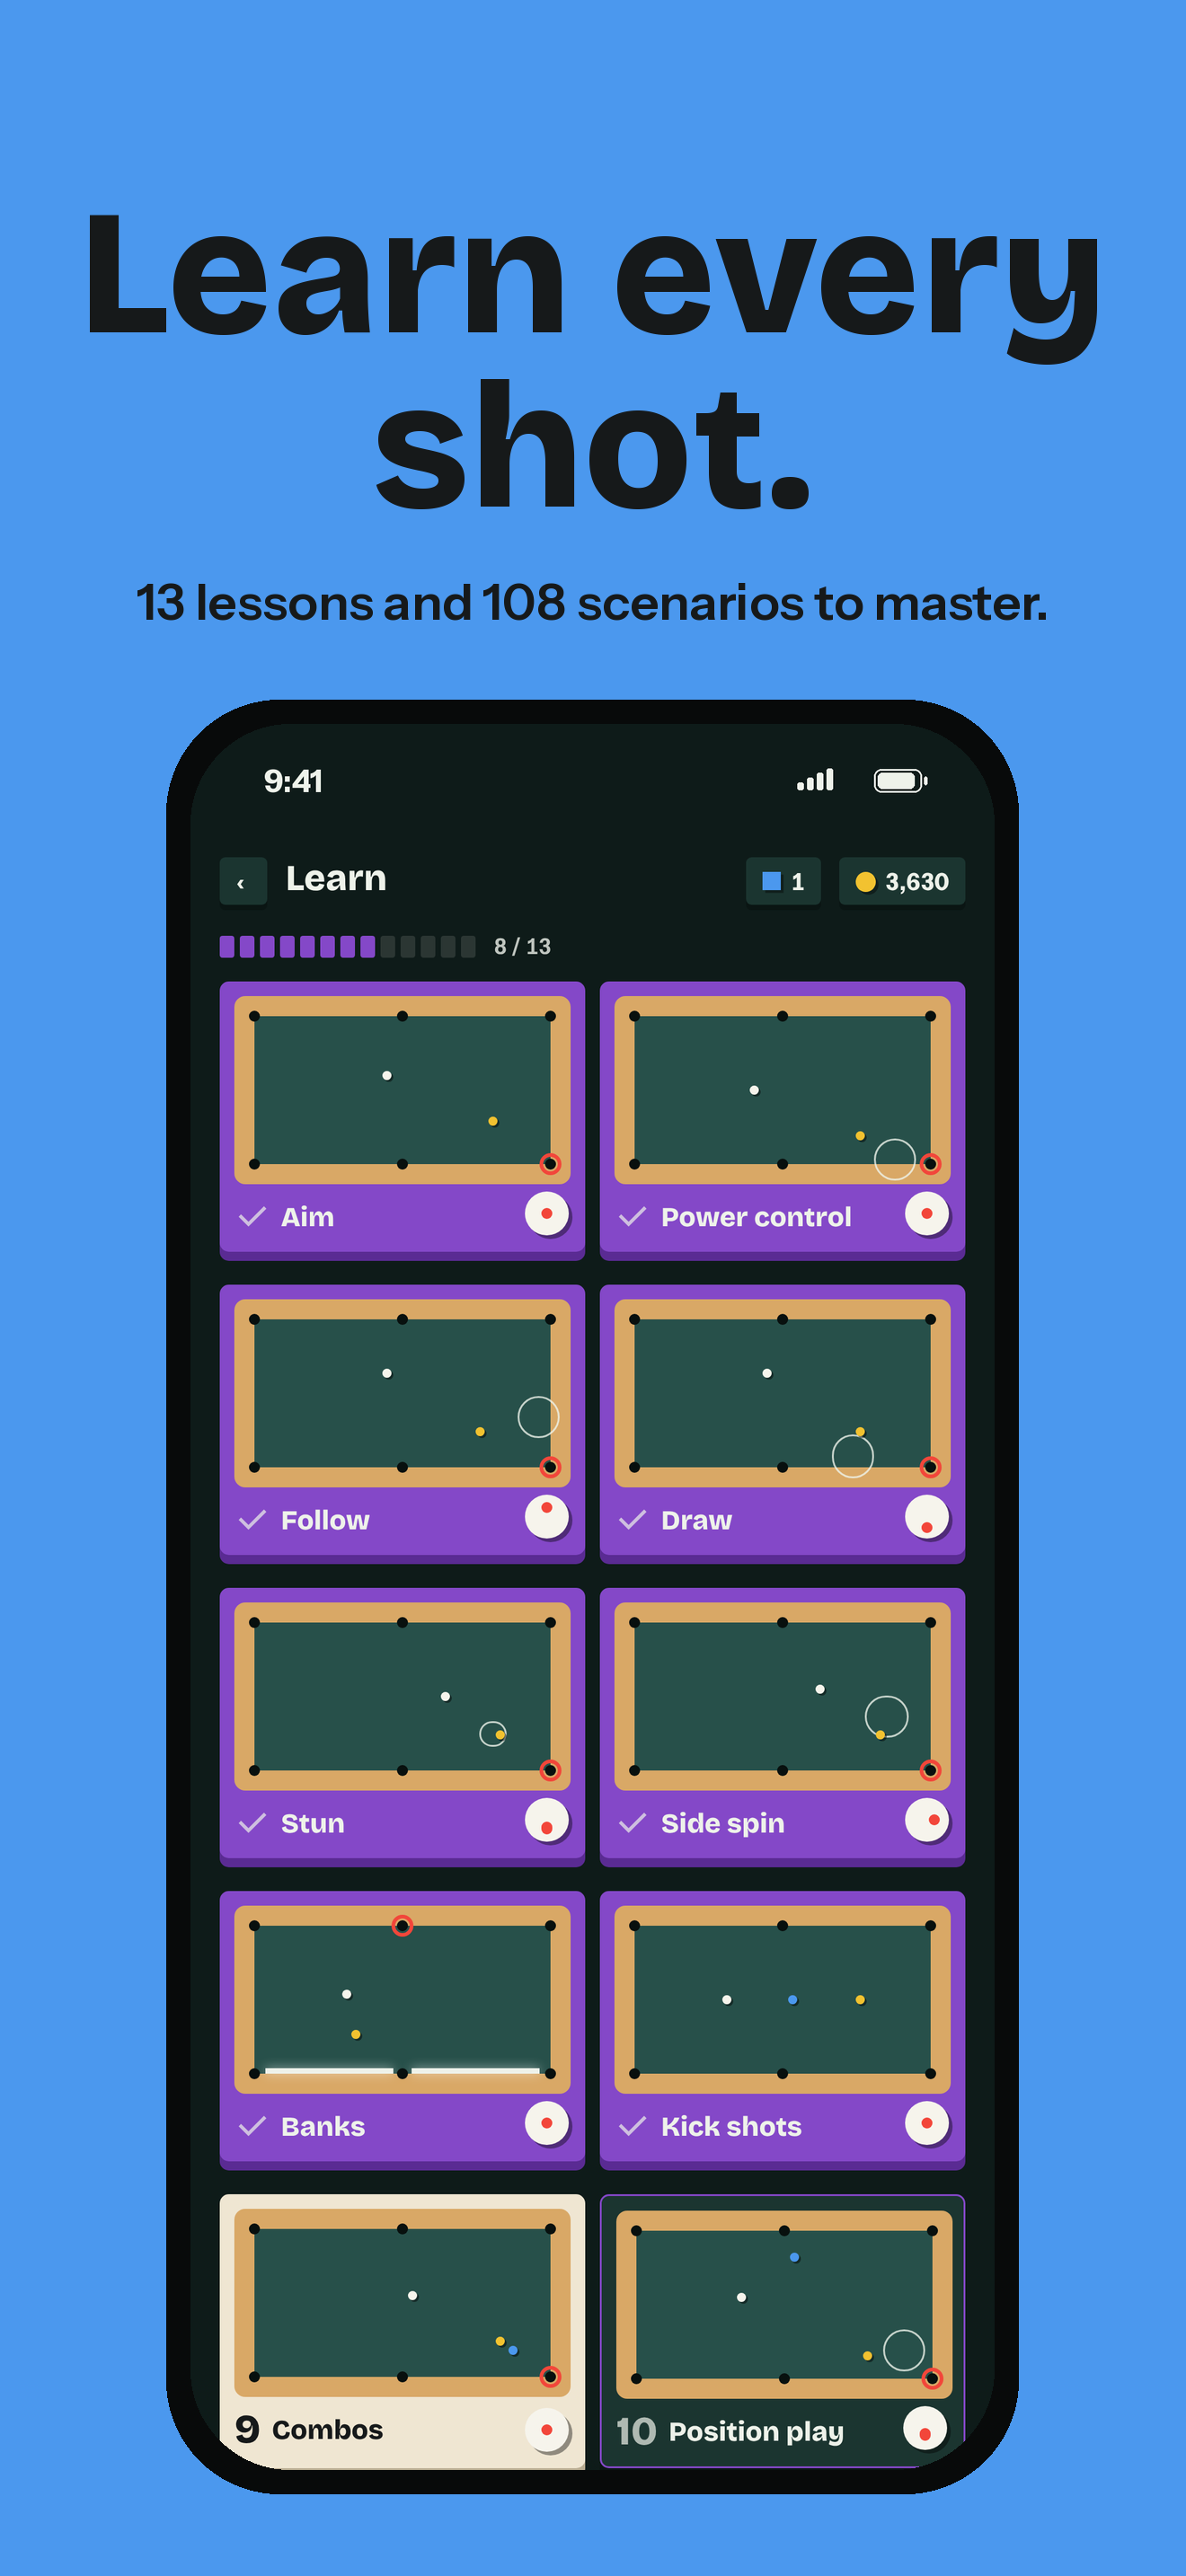 Learn every
shot.
13 lessons and 108 scenarios to master.
9:41
‹ Learn 1 3,630
8 / 13
Aim
Power control
Follow
Draw
Stun
Side spin
Banks
Kick shots
9 Combos
10 Position play